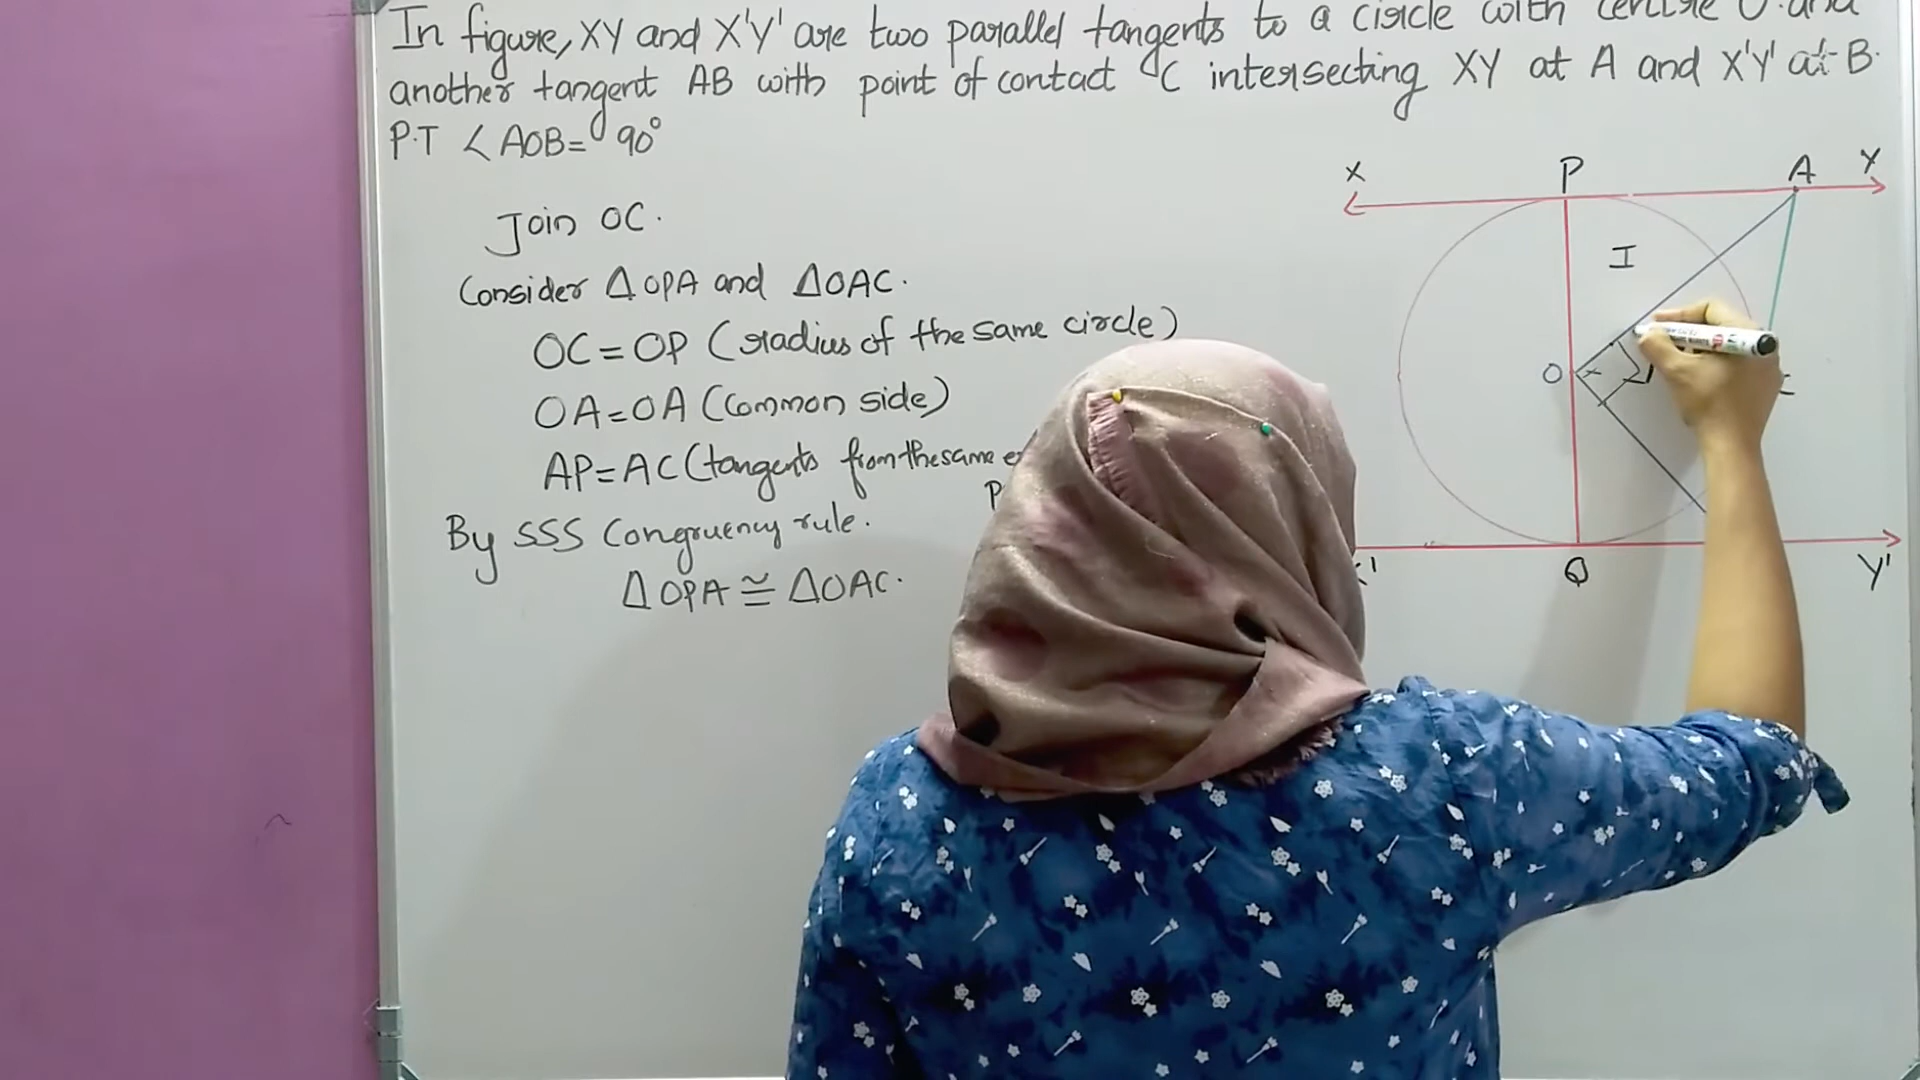 In figure, XY and X'Y' are two parallel tangents to a circle with centre O. and
another tangent AB with point of contact C intersecting XY at A and X'Y' at B.
P.T <AOB= 90°
Join OC.
Consider ΔOPA and ΔOAC.
OC=OP (radius of the same circle)
OA=OA (Common side)
AP=AC (tangents from the same
By SSS Congruency rule.
ΔOPA ≅ ΔOAC.
X P A Y
I
O
Q Y'